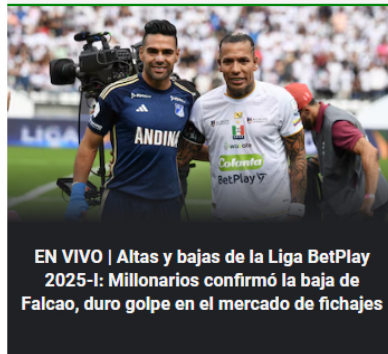 LIGA
ANDINA
Colanta
BetPlay
EN VIVO | Altas y bajas de la Liga BetPlay
2025-I: Millonarios confirmó la baja de
Falcao, duro golpe en el mercado de fichajes